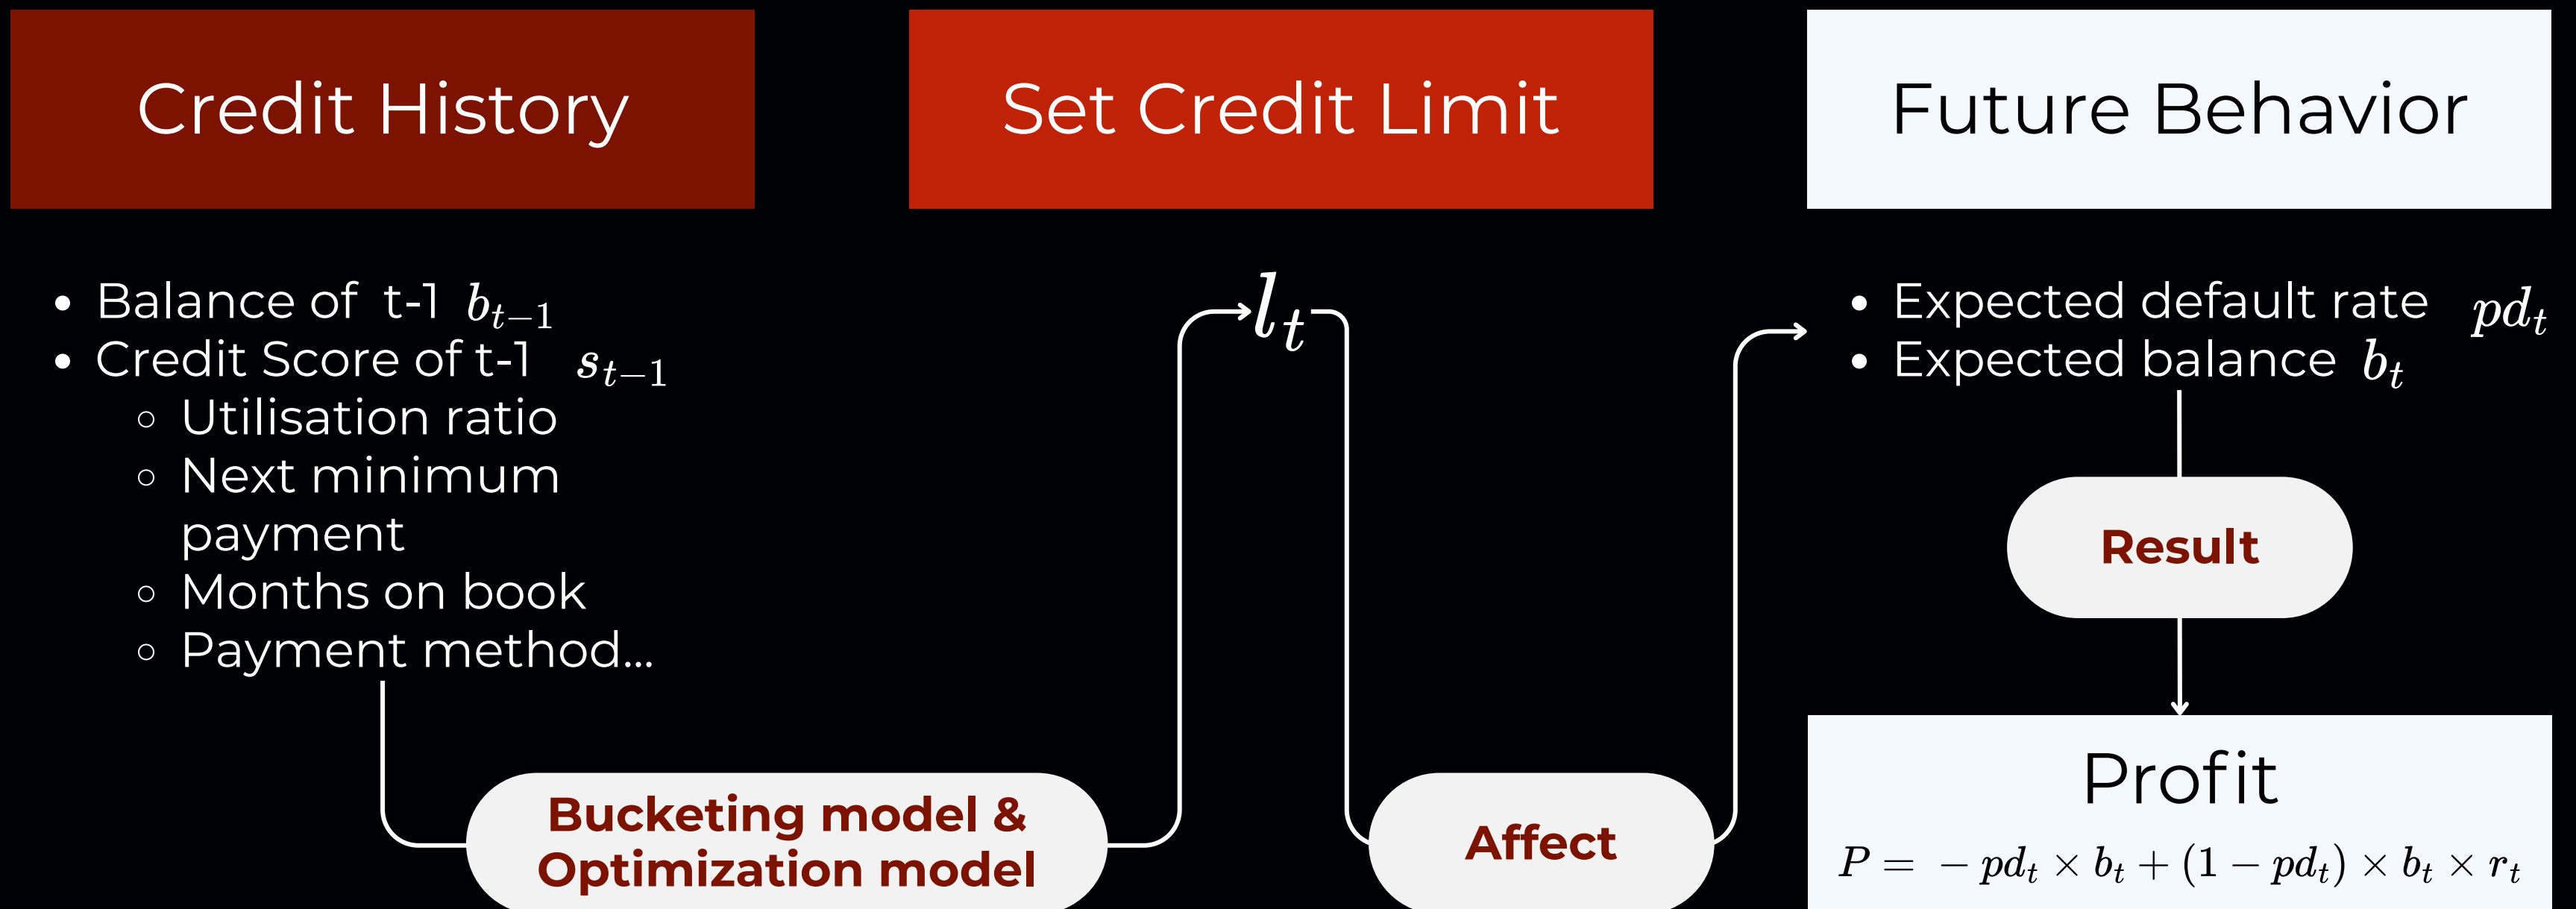 Credit History
Set Credit Limit
Future Behavior
• Balance of t-1 b_{t-1}
• Credit Score of t-1 s_{t-1}
◦ Utilisation ratio
◦ Next minimum
payment
◦ Months on book
◦ Payment method...
Bucketing model &
Optimization model
l_t
Affect
• Expected default rate pd_t
• Expected balance b_t
Result
Profit
P = - pd_t × b_t + (1 - pd_t) × b_t × r_t